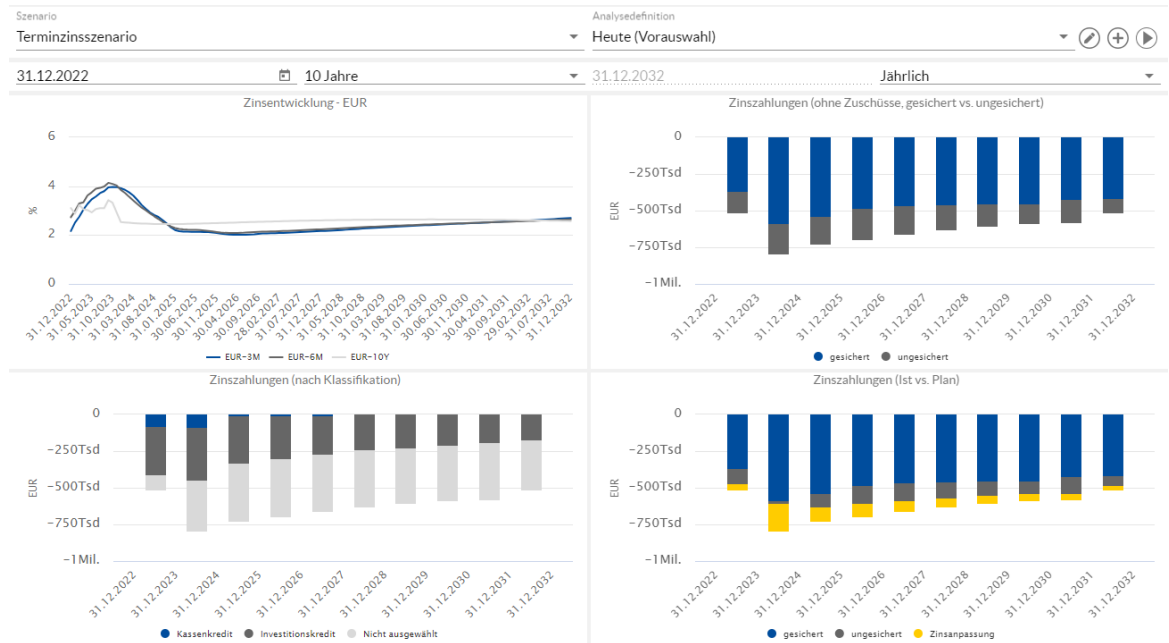 Szenario
Terminzinsszenario
Analysedefinition
Heute (Vorauswahl)
31.12.2022
10 Jahre
31.12.2032
Jährlich
Zinsentwicklung - EUR
6
4
2
0
%
31.12.2022
31.05.2023
31.10.2023
31.03.2024
31.08.2024
31.01.2025
30.06.2025
30.11.2025
30.04.2026
30.09.2026
28.02.2027
31.07.2027
31.12.2027
31.05.2028
31.10.2028
31.03.2029
31.08.2029
31.01.2030
30.06.2030
30.11.2030
30.04.2031
30.09.2031
29.02.2032
31.07.2032
31.12.2032
EUR-3M EUR-6M EUR-10Y
Zinszahlungen (ohne Zuschüsse, gesichert vs. ungesichert)
0
-250Tsd
-500Tsd
-750Tsd
-1Mil.
EUR
31.12.2022
31.12.2023
31.12.2024
31.12.2025
31.12.2026
31.12.2027
31.12.2028
31.12.2029
31.12.2030
31.12.2031
31.12.2032
gesichert ungesichert
Zinszahlungen (nach Klassifikation)
0
-250Tsd
-500Tsd
-750Tsd
-1Mil.
EUR
31.12.2022
31.12.2023
31.12.2024
31.12.2025
31.12.2026
31.12.2027
31.12.2028
31.12.2029
31.12.2030
31.12.2031
31.12.2032
Kassenkredit Investitionskredit Nicht ausgewählt
Zinszahlungen (Ist vs. Plan)
0
-250Tsd
-500Tsd
-750Tsd
-1Mil.
EUR
31.12.2022
31.12.2023
31.12.2024
31.12.2025
31.12.2026
31.12.2027
31.12.2028
31.12.2029
31.12.2030
31.12.2031
31.12.2032
gesichert ungesichert Zinsanpassung